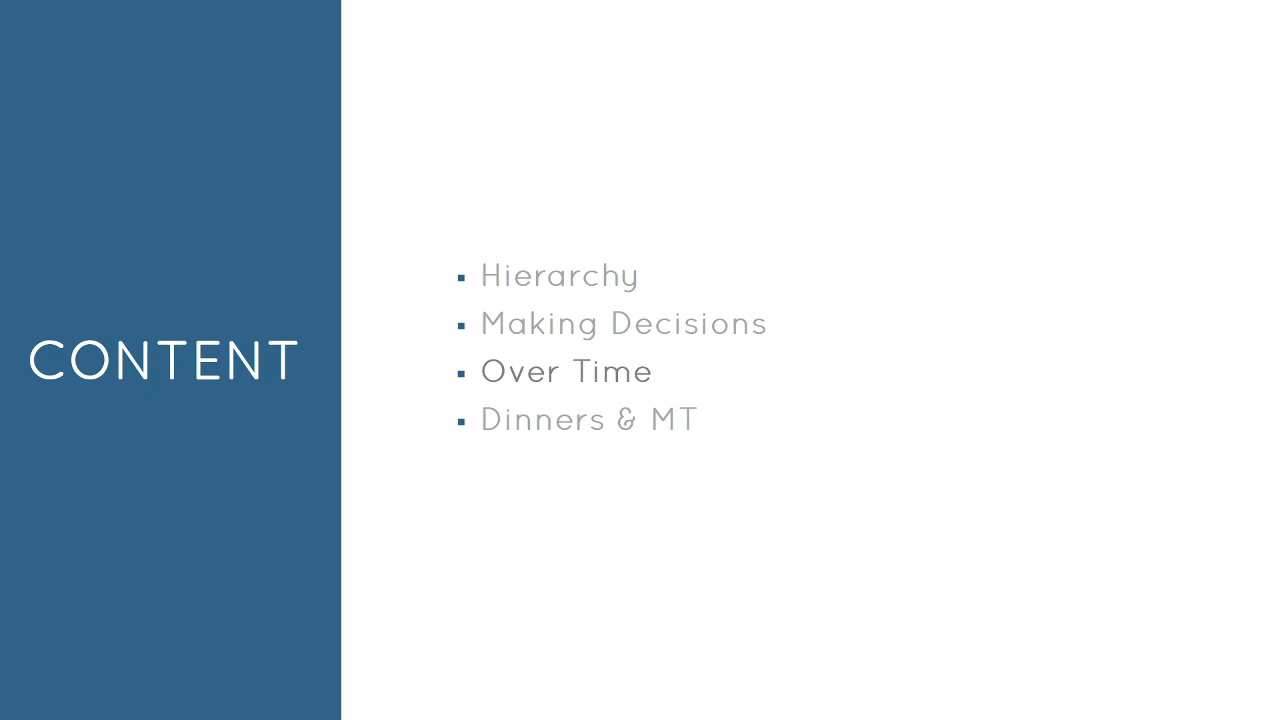 CONTENT
Hierarchy
Making Decisions
Over Time
Dinners & MT